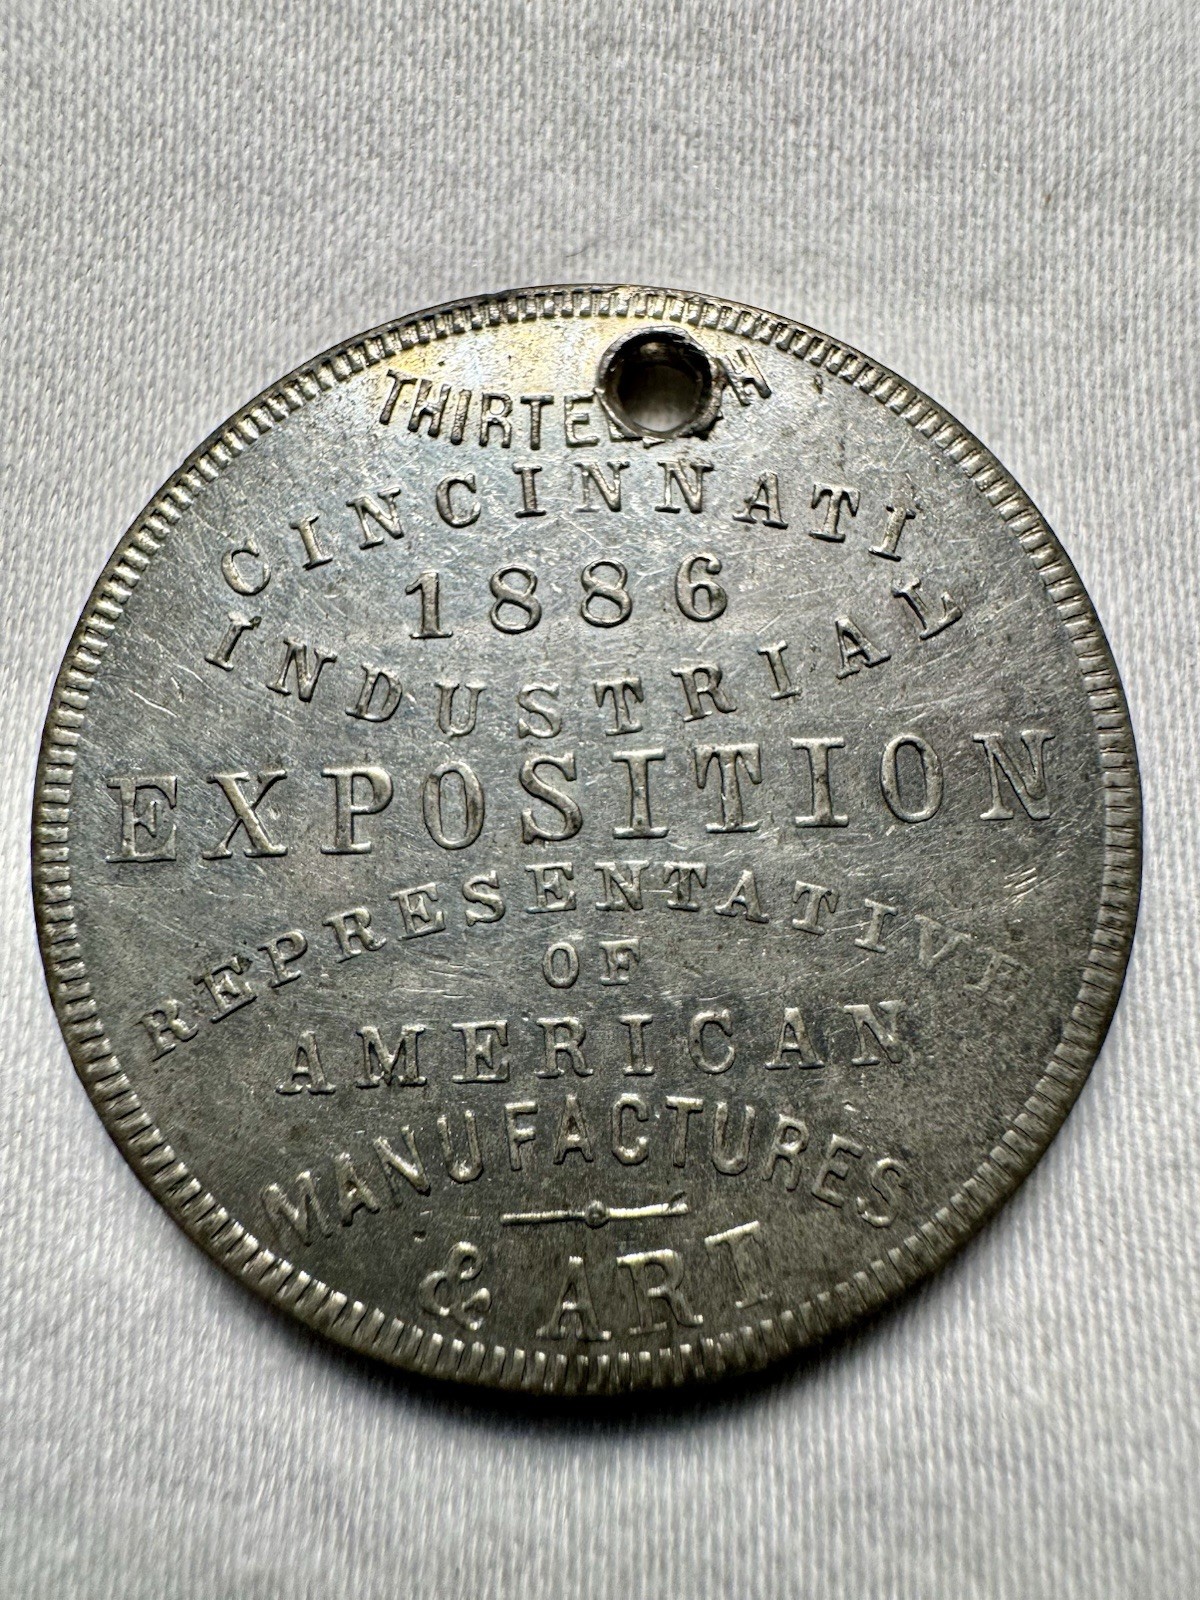 THIRTEENTH
CINCINNATI
1886
INDUSTRIAL
EXPOSITION
REPRESENTATIVE
OF
AMERICAN
MANUFACTURES
& ART